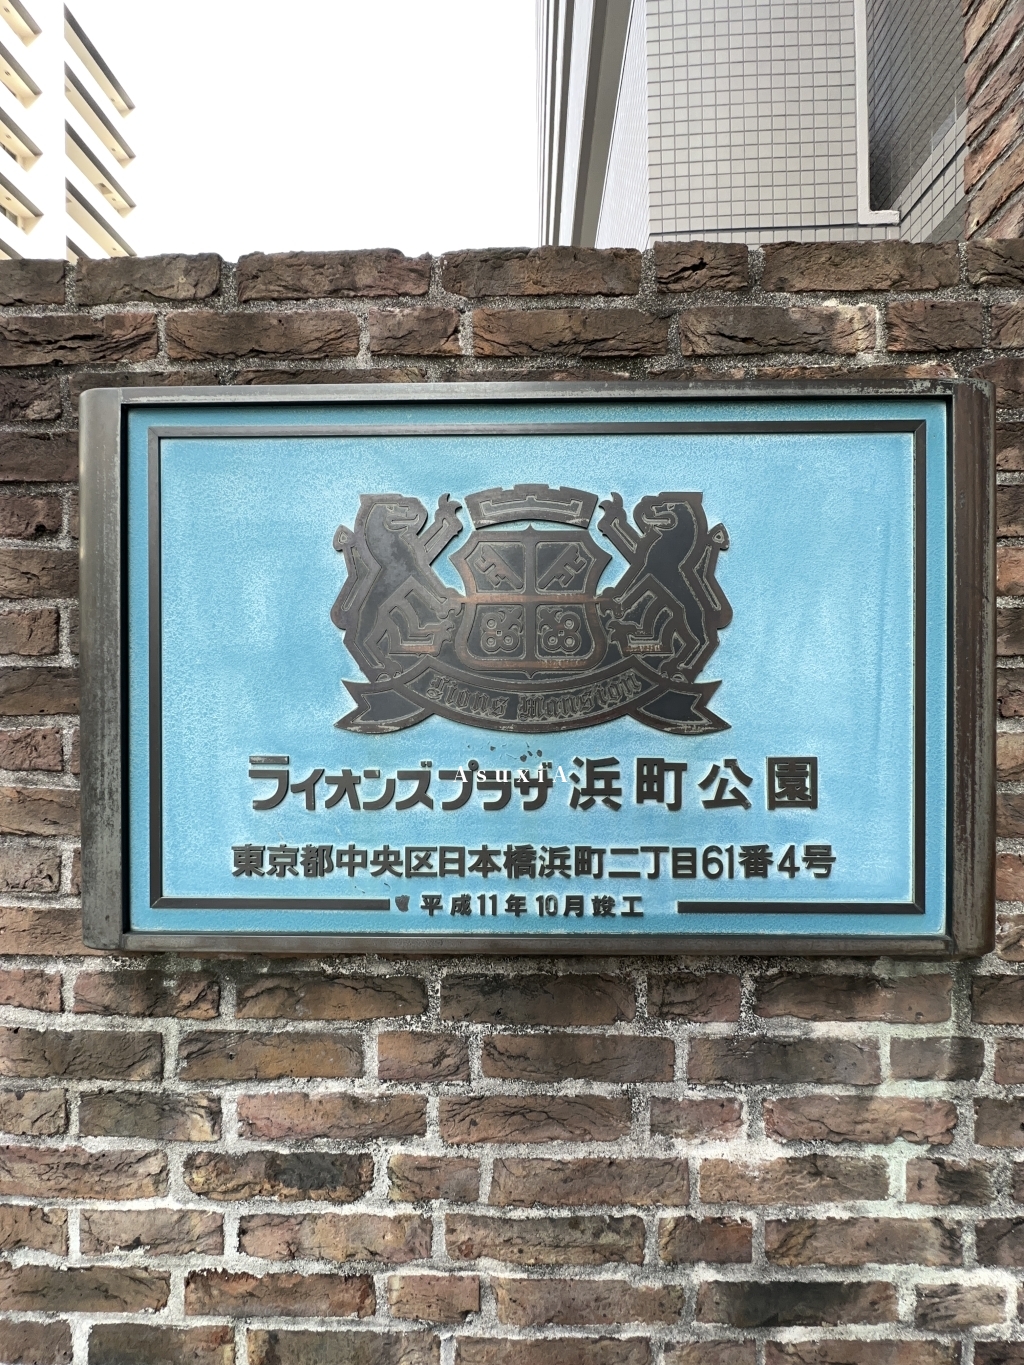 Lions Mansion
ライオンズプラザ浜町公園
AsuxiA
東京都中央区日本橋浜町二丁目61番4号
平成11年10月竣工